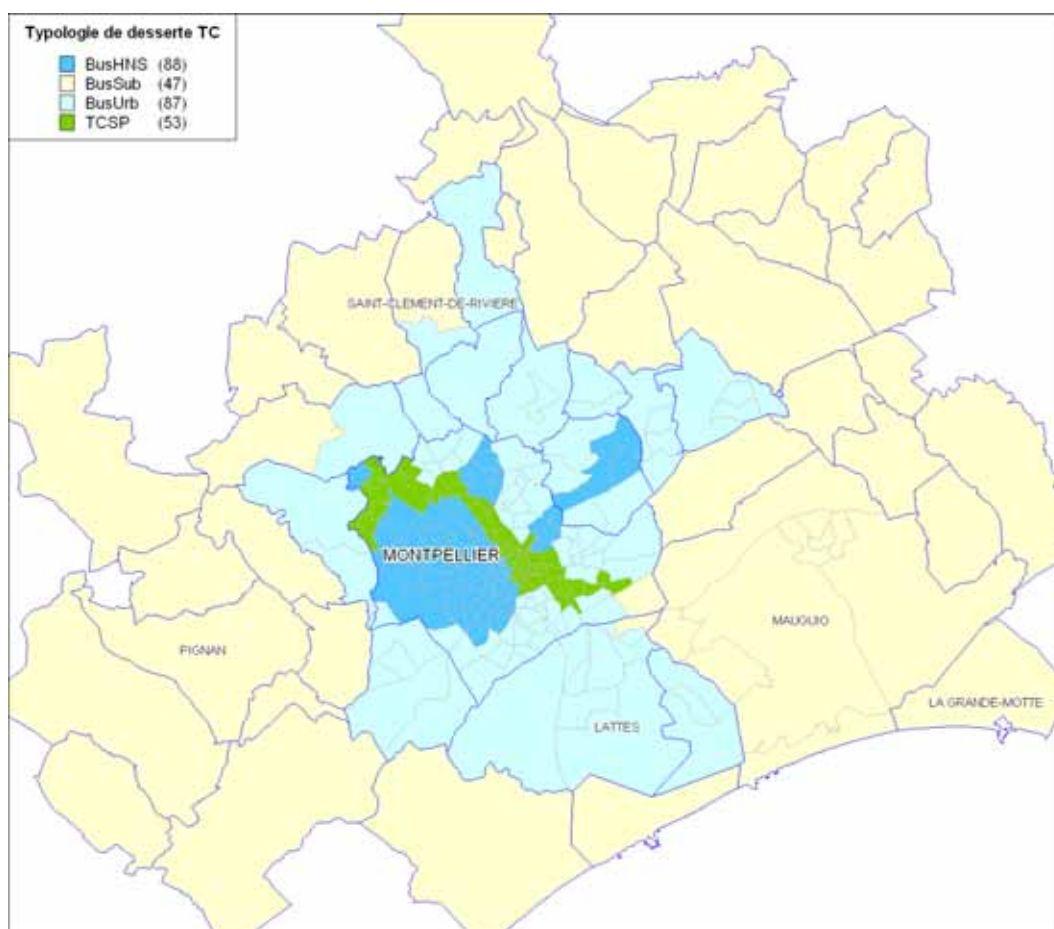 Typologie de desserte TC
BusHNS (88)
BusSub (47)
BusUrb (87)
TCSP (53)
SAINT-CLEMENT-DE-RIVIERE
MONTPELLIER
MAUGUIO
PIGNAN
LA GRANDE-MOTTE
LATTES